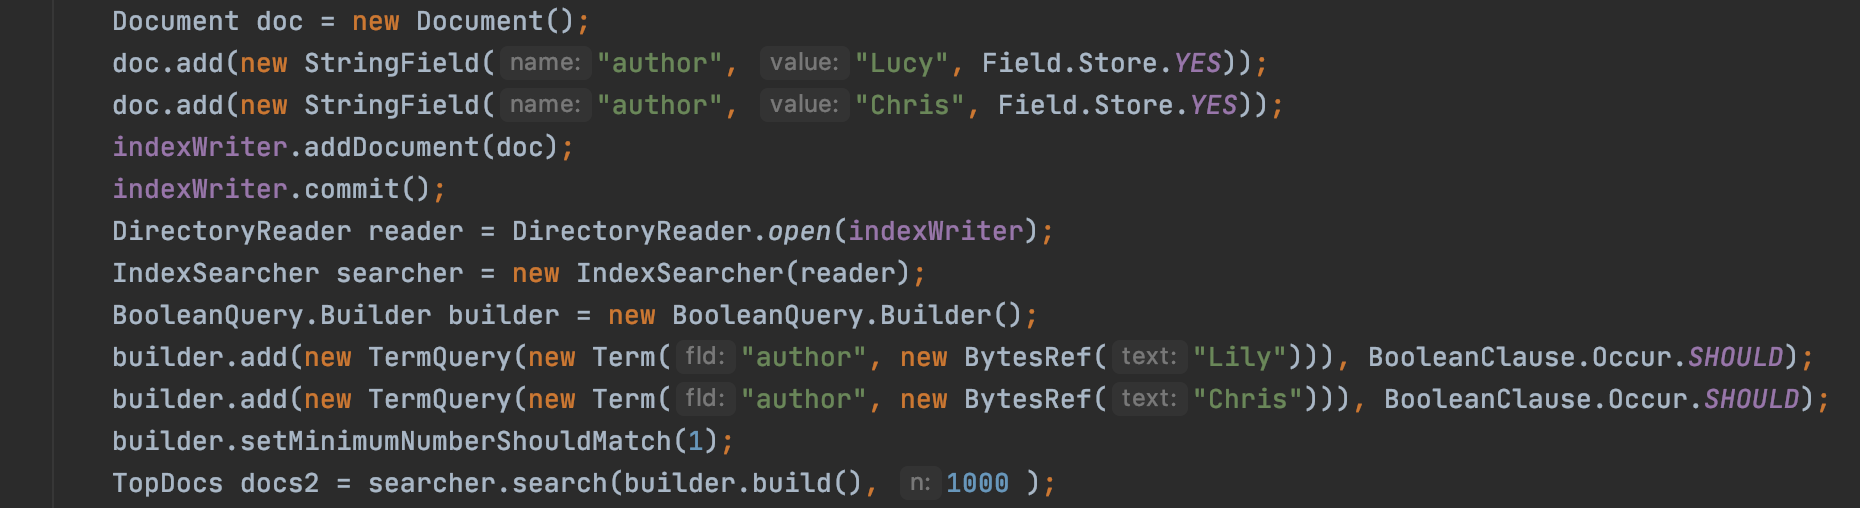 Document doc = new Document();
doc.add(new StringField( name: "author", value: "Lucy", Field.Store.YES));
doc.add(new StringField( name: "author", value: "Chris", Field.Store.YES));
indexWriter.addDocument(doc);
indexWriter.commit();
DirectoryReader reader = DirectoryReader.open(indexWriter);
IndexSearcher searcher = new IndexSearcher(reader);
BooleanQuery.Builder builder = new BooleanQuery.Builder();
builder.add(new TermQuery(new Term( fld: "author", new BytesRef( text: "Lily"))), BooleanClause.Occur.SHOULD);
builder.add(new TermQuery(new Term( fld: "author", new BytesRef( text: "Chris"))), BooleanClause.Occur.SHOULD);
builder.setMinimumNumberShouldMatch(1);
TopDocs docs2 = searcher.search(builder.build(), n: 1000 );